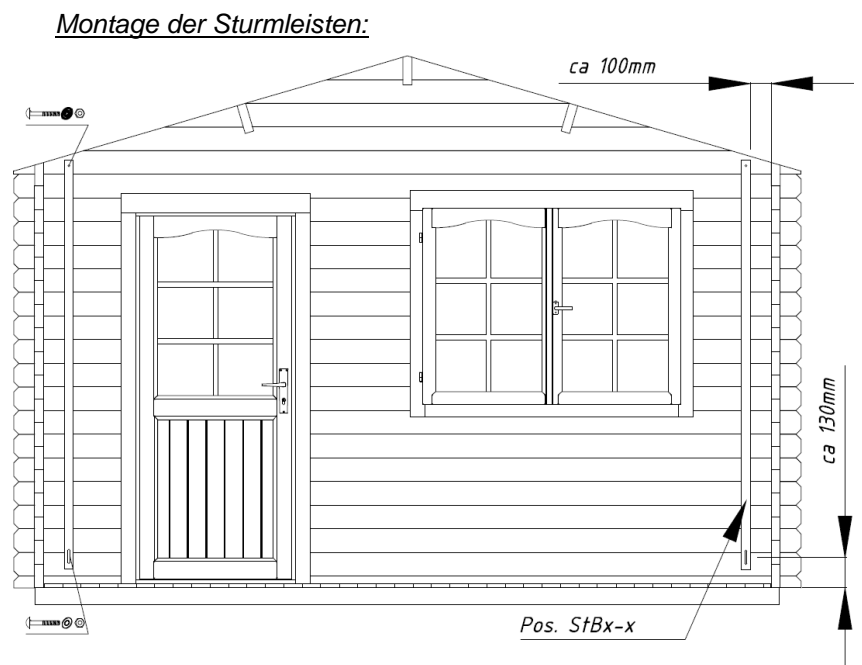 Montage der Sturmleisten:
ca 100mm
ca 130mm
Pos. StBx-x